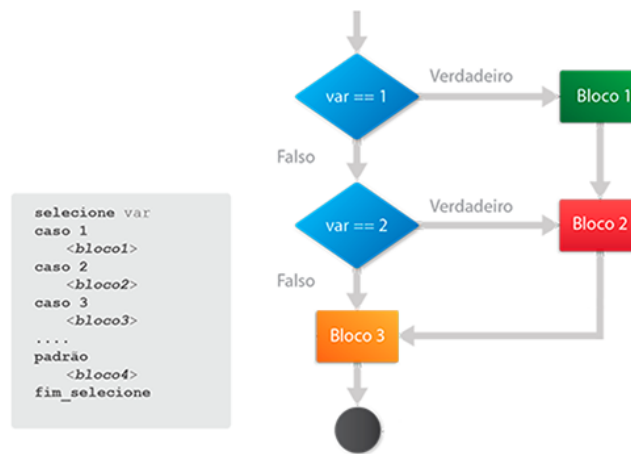 selecione var
caso 1
<bloco1>
caso 2
<bloco2>
caso 3
<bloco3>
....
padrão
<bloco4>
fim_selecione
var == 1
Verdadeiro
Bloco 1
Falso
var == 2
Verdadeiro
Bloco 2
Falso
Bloco 3